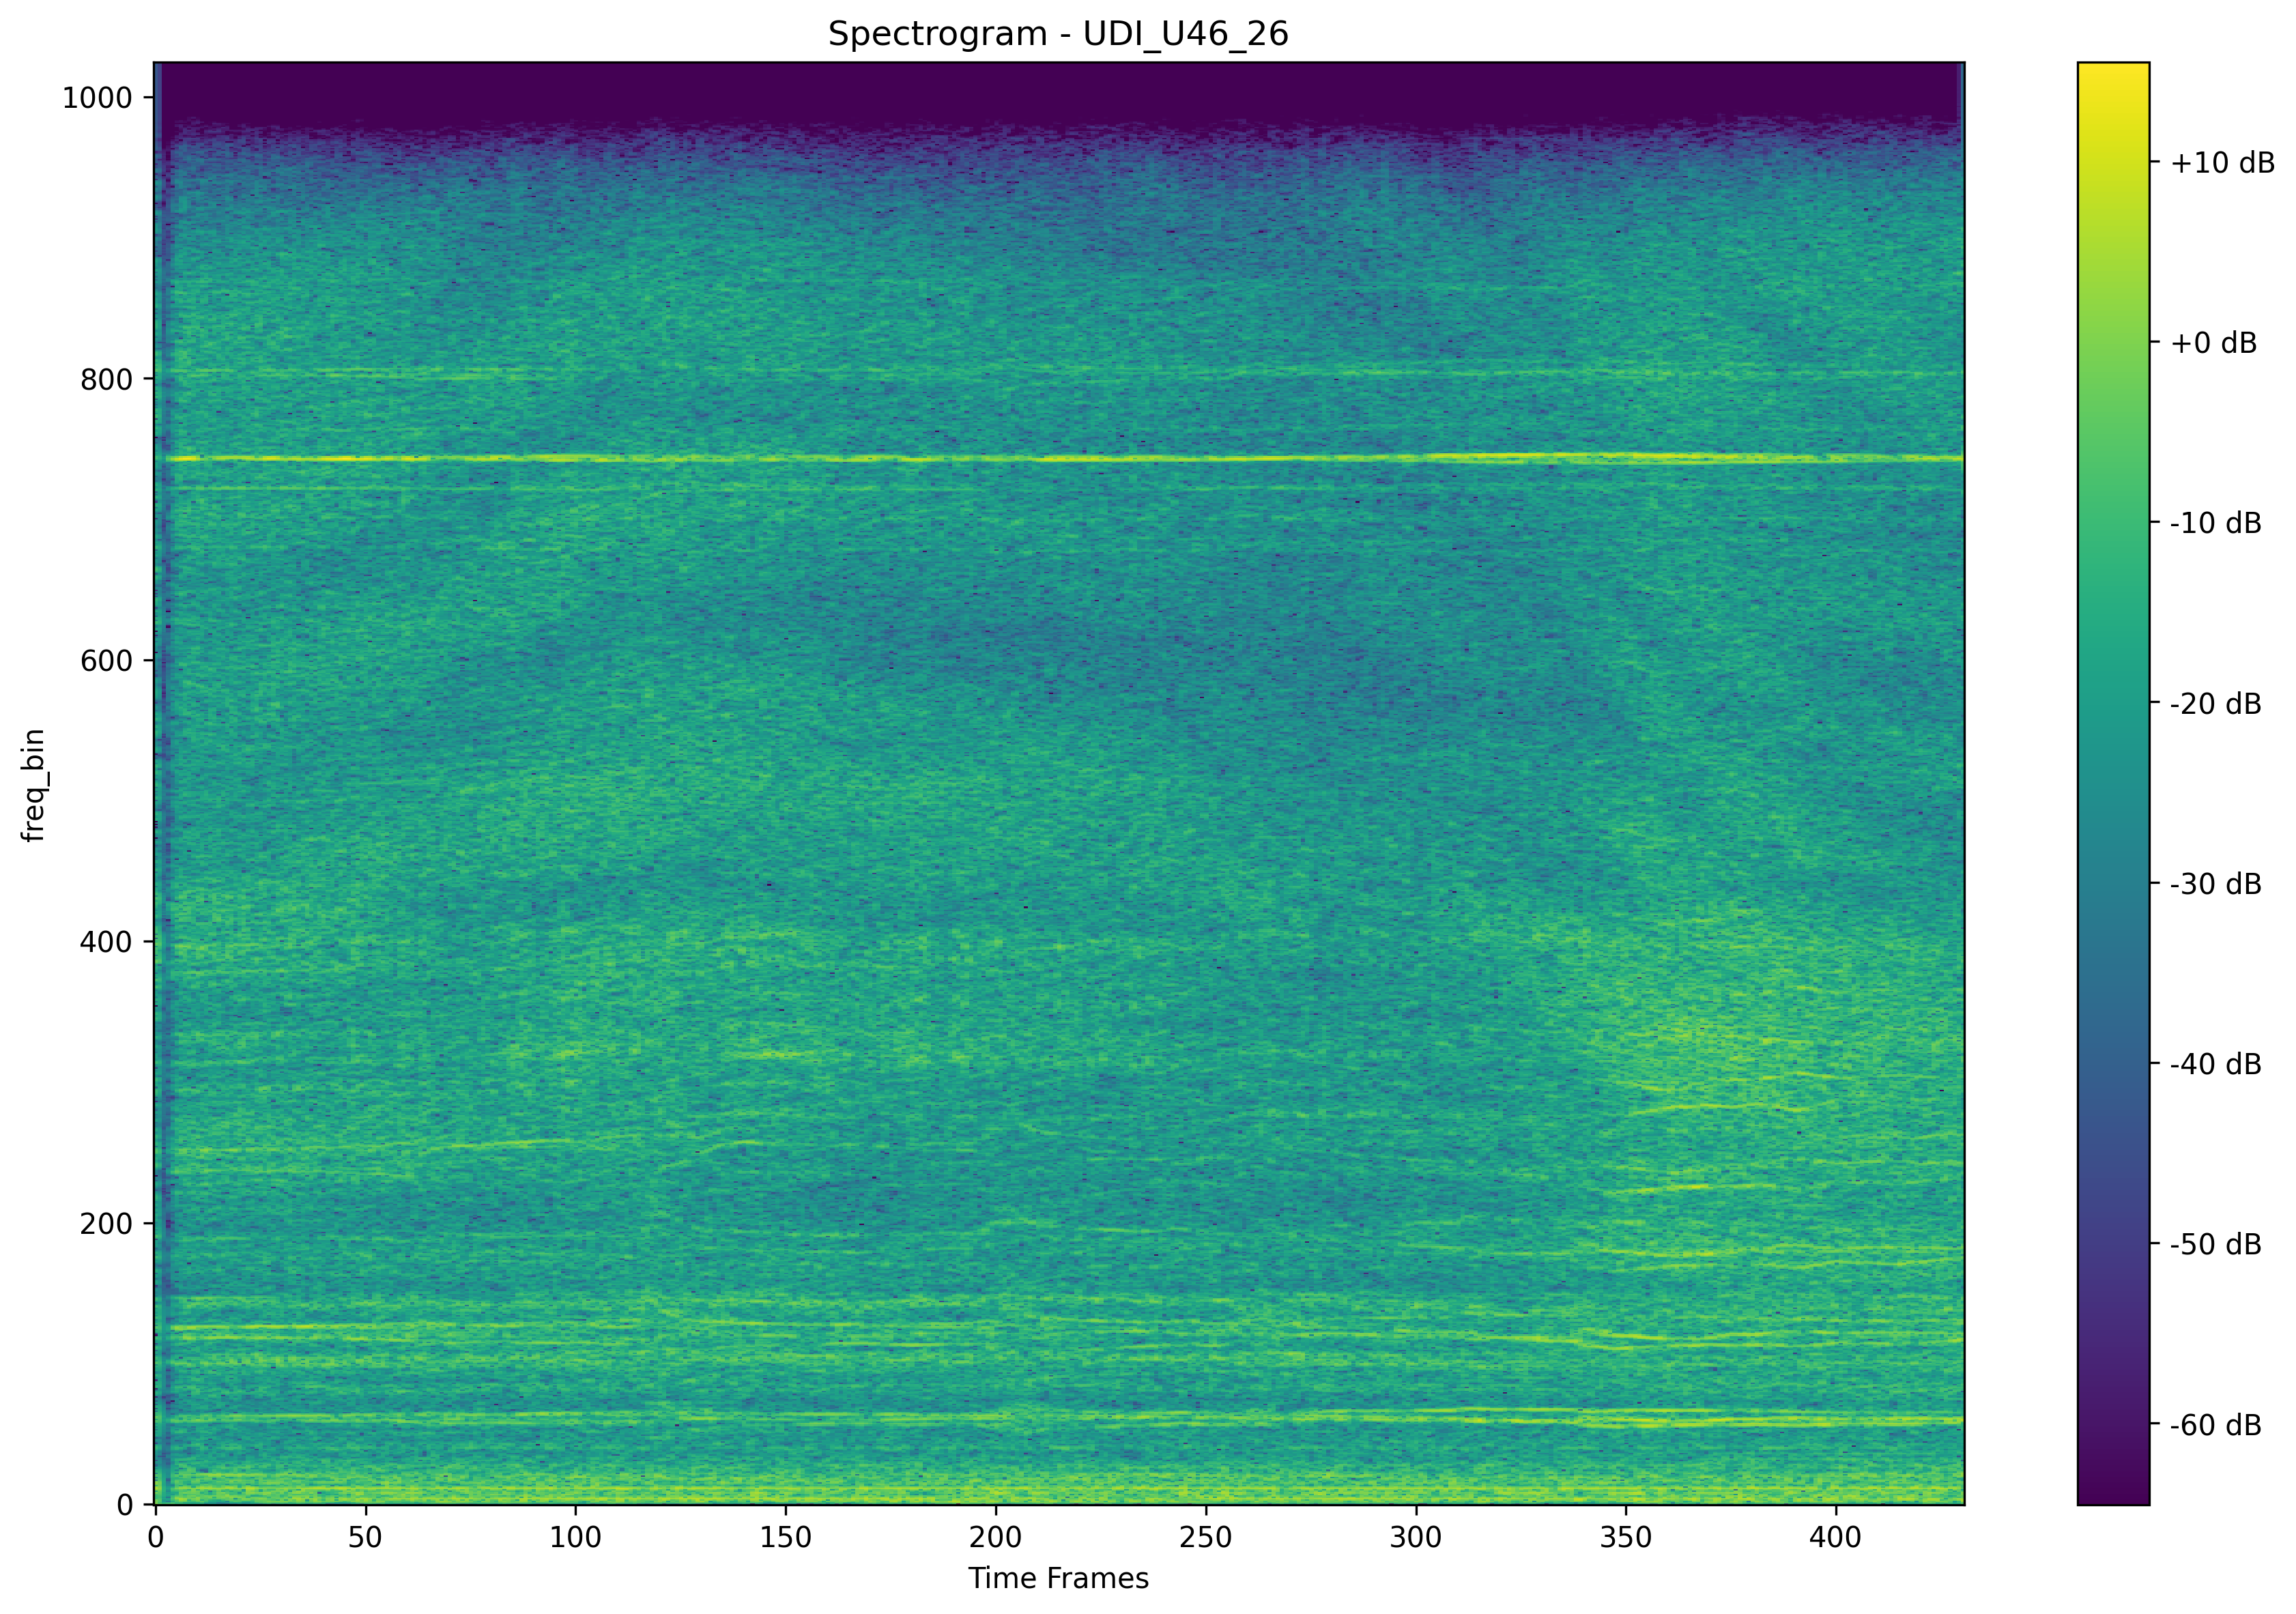 Spectrogram - UDI_U46_26
1000
800
600
400
200
0
freq_bin
0 50 100 150 200 250 300 350 400
Time Frames
+10 dB
+0 dB
-10 dB
-20 dB
-30 dB
-40 dB
-50 dB
-60 dB